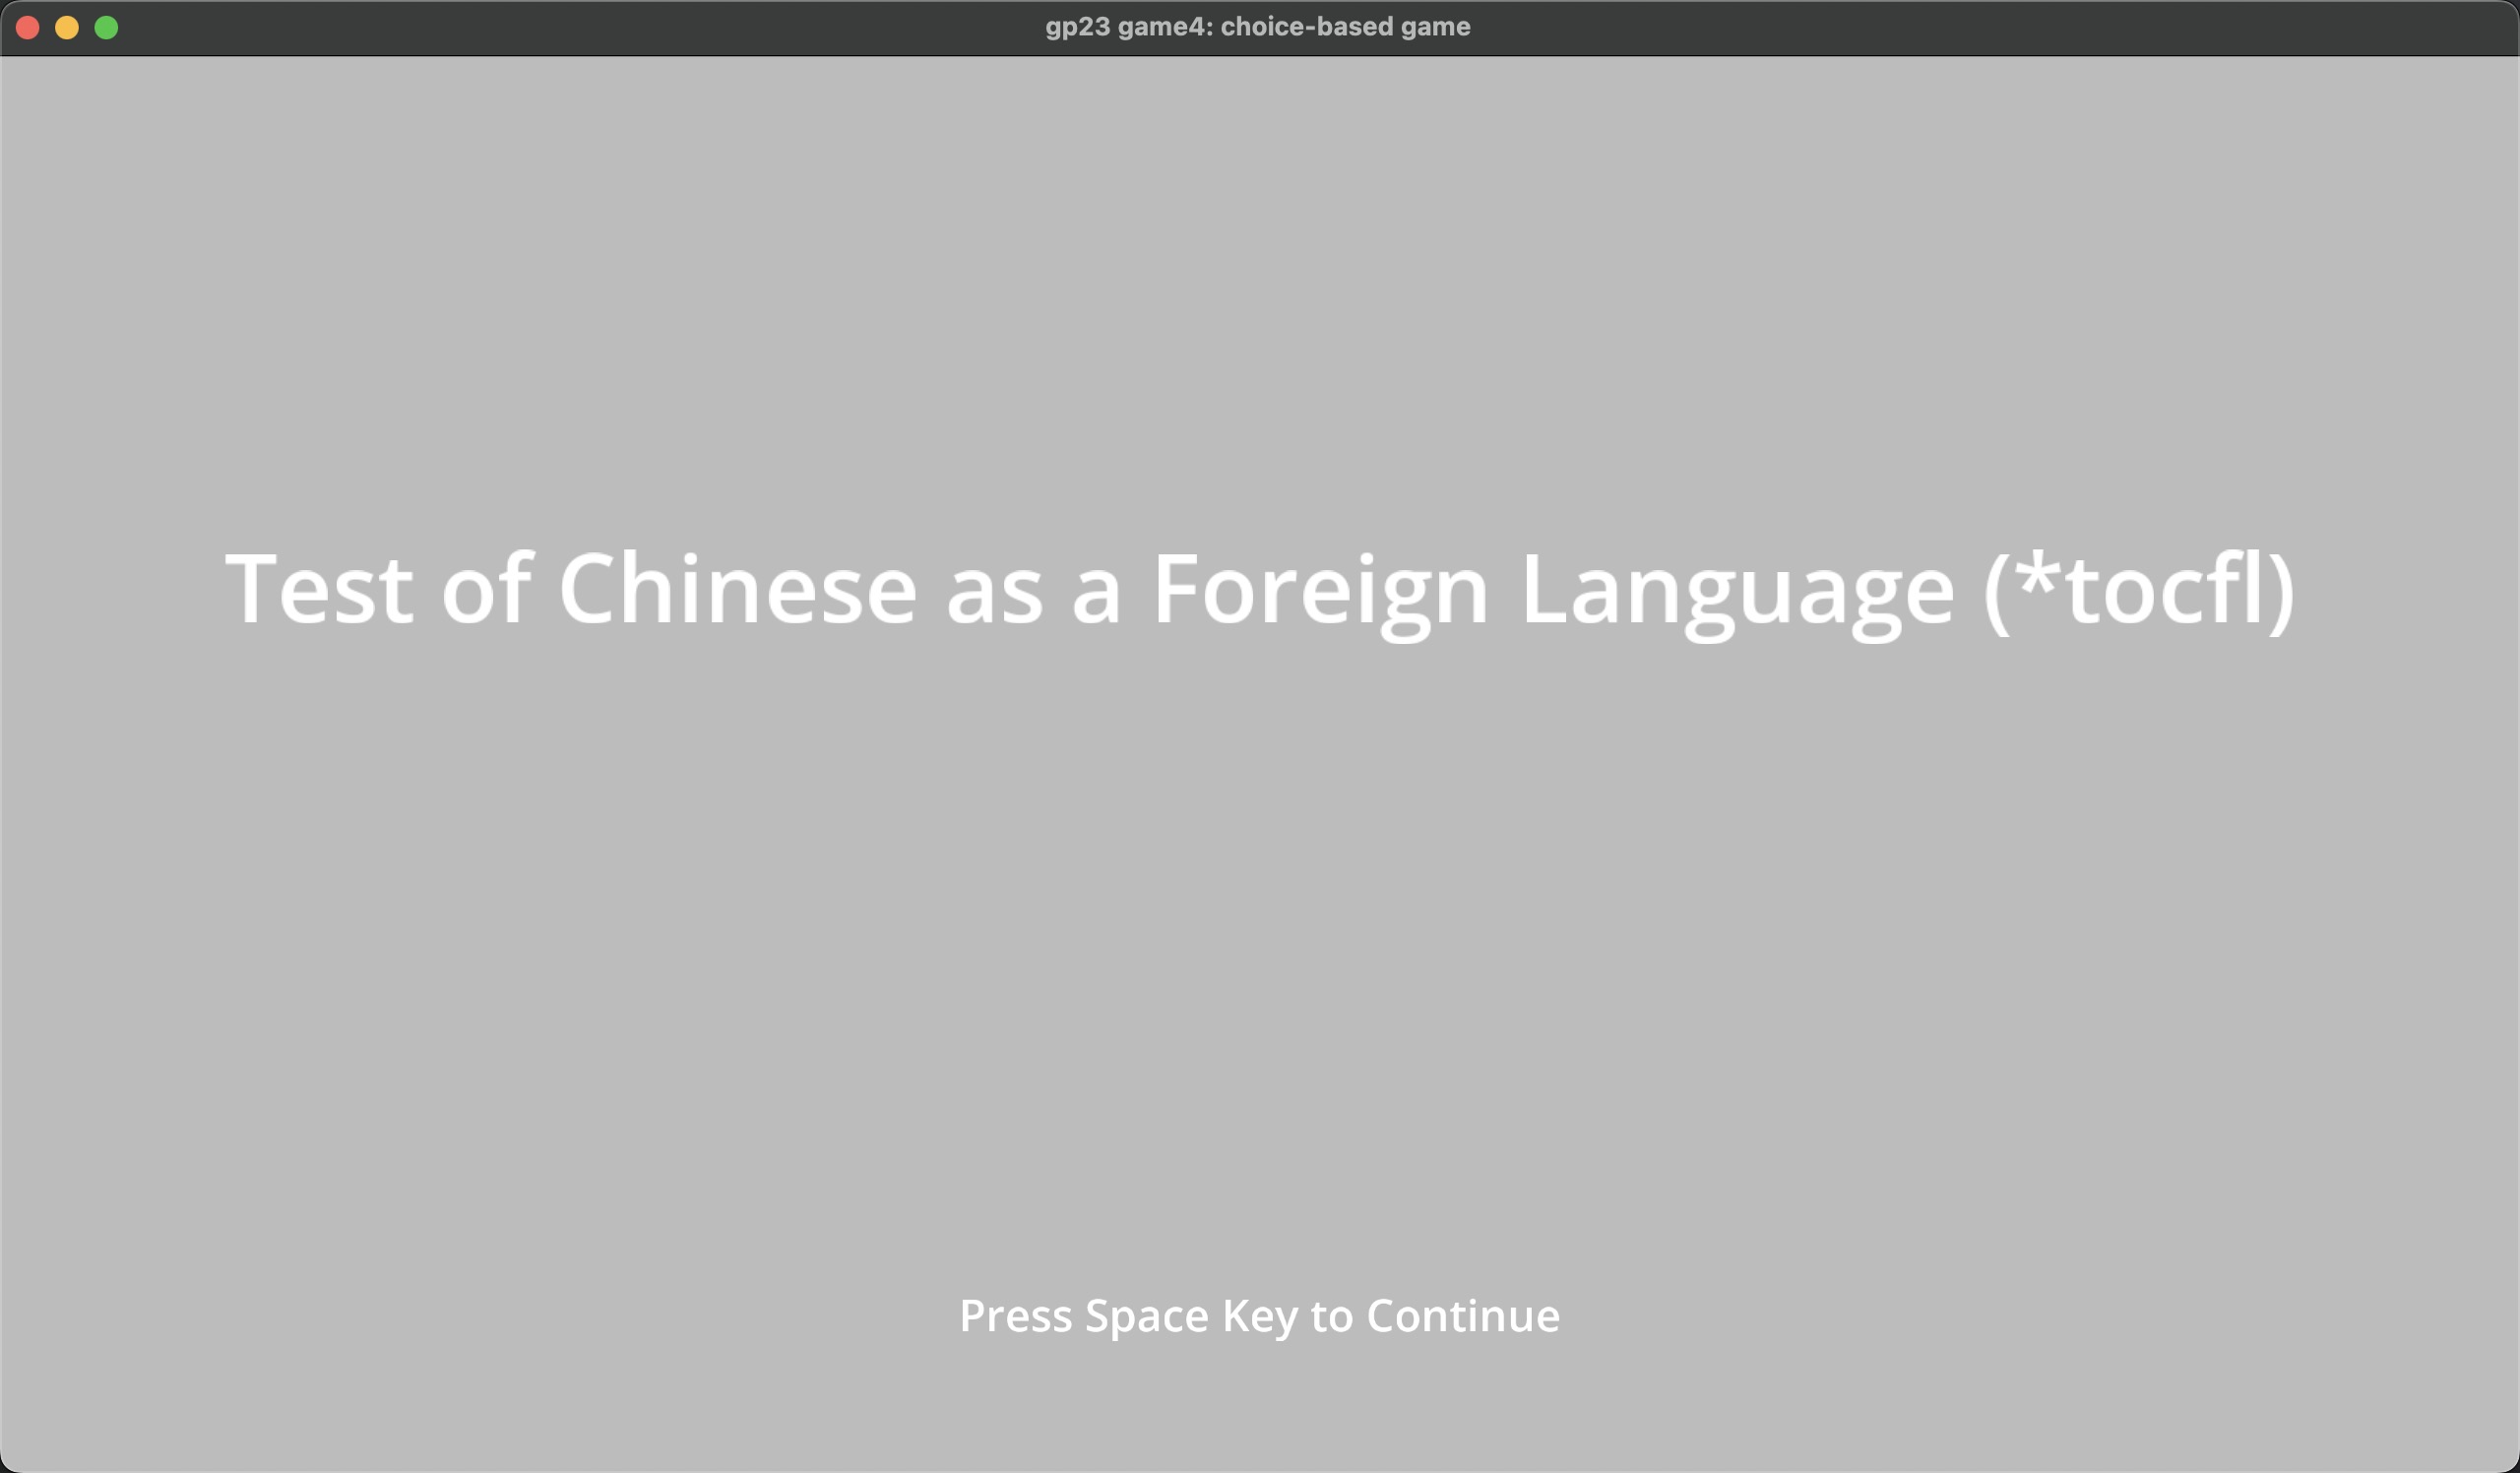 gp23 game4: choice-based game
Test of Chinese as a Foreign Language (*tocfl)
Press Space Key to Continue